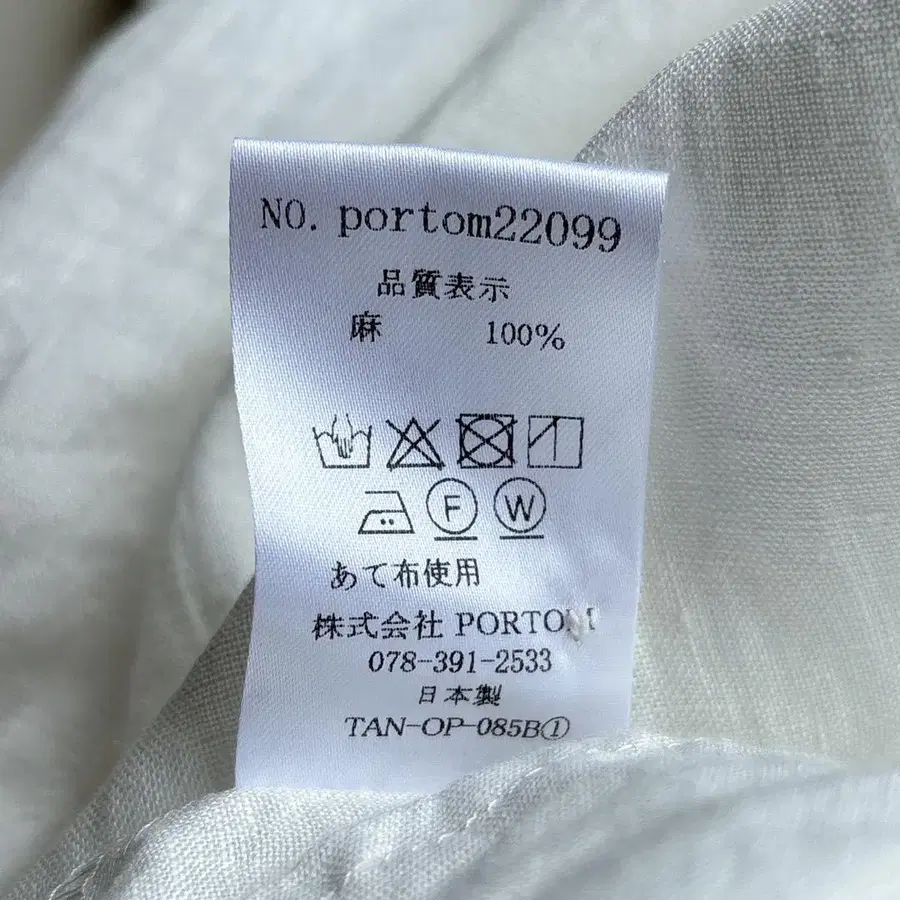 NO. portom22099
品質表示
麻 100%
F W
あて布使用
株式会社 PORTOM
078-391-2533
日本製
TAN-OP-085B①